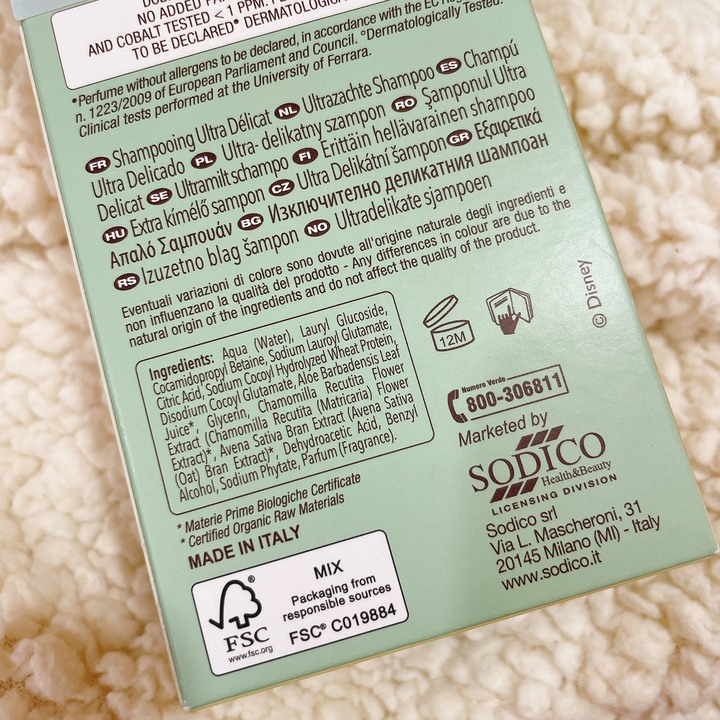 NO ADDED
AND COBALT TESTED < 1 PPM.
TO BE DECLARED* DERMATOLOGICA
*Perfume without allergens to be declared, in accordance with the EC Reg
n. 1223/2009 of European Parliament and Council. °Dermatologically Tested.
Clinical tests performed at the University of Ferrara.
FR Shampooing Ultra Délicat NL Ultrazachte Shampoo ES Champú
Ultra Delicado PL Ultra- delikatny szampon RO Şamponul Ultra
Delicat SE Ultramilt schampo FI Erittäin hellävarainen shampoo
HU Extra kímélő sampon CZ Ultra Delikátní šampon GR Εξαιρετικά
Απαλό Σαμπουάν BG Изключително деликатния шампоан
RS Izuzetno blag šampon NO Ultradelikate sjampoen
Eventuali variazioni di colore sono dovute all'origine naturale degli ingredienti e
non influenzano la qualità del prodotto - Any differences in colour are due to the
natural origin of the ingredients and do not affect the quality of the product.
Ingredients: Aqua (Water), Lauryl Glucoside,
Cocamidopropyl Betaine, Sodium Lauroyl Glutamate,
Citric Acid, Sodium Cocoyl Hydrolyzed Wheat Protein,
Disodium Cocoyl Glutamate, Aloe Barbadensis Leaf
Juice*, Glycerin, Chamomilla Recutita Flower
Extract (Chamomilla Recutita (Matricaria) Flower
Extract)*, Avena Sativa Bran Extract (Avena Sativa
(Oat) Bran Extract)*, Dehydroacetic Acid, Benzyl
Alcohol, Sodium Phytate, Parfum (Fragrance).
* Materie Prime Biologiche Certificate
* Certified Organic Raw Materials
MADE IN ITALY
FSC®
www.fsc.org
MIX
Packaging from
responsible sources
FSC® C019884
12M
© Disney
Numero Verde
800-306811
Marketed by
SODICO
Health&Beauty
LICENSING DIVISION
Sodico srl
Via L. Mascheroni, 31
20145 Milano (MI) - Italy
www.sodico.it